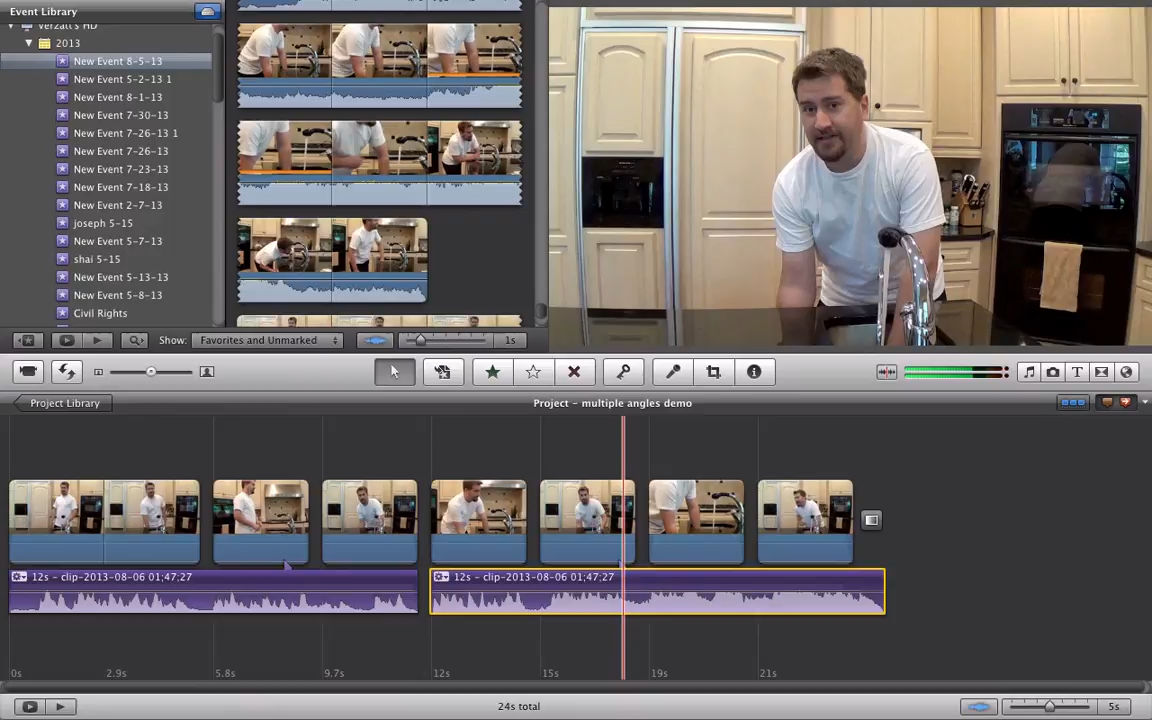 Event Library
Verzatt's HD
2013
New Event 8-5-13
New Event 5-2-13 1
New Event 8-1-13
New Event 7-30-13
New Event 7-26-13 1
New Event 7-26-13
New Event 7-23-13
New Event 7-18-13
New Event 2-7-13
joseph 5-15
New Event 5-7-13
shai 5-15
New Event 5-13-13
New Event 5-8-13
Civil Rights
Show: Favorites and Unmarked
1s
Project Library
Project - multiple angles demo
12s - clip-2013-08-06 01;47;27
12s - clip-2013-08-06 01;47;27
0s
2.9s
5.8s
9.7s
12s
15s
19s
21s
24s total
5s